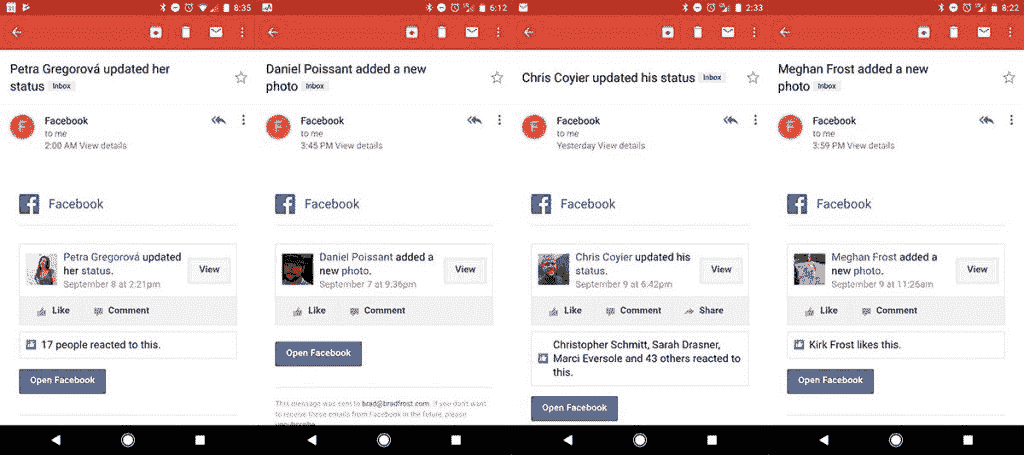 8:35
Petra Gregorová updated her
status Inbox
Facebook
to me
2:00 AM View details
Facebook
Petra Gregorová updated
her status.
September 8 at 2:21pm
View
Like Comment
17 people reacted to this.
Open Facebook
6:12
Daniel Poissant added a new
photo Inbox
Facebook
to me
3:45 PM View details
Facebook
Daniel Poissant added a
new photo.
September 7 at 9:36pm
View
Like Comment
Open Facebook
This message was sent to brad@bradfrost.com. If you don't want
to receive these emails from Facebook in the future, please
unsubscribe.
2:33
Chris Coyier updated his status Inbox
Facebook
to me
Yesterday View details
Facebook
Chris Coyier updated his
status.
September 9 at 6:42pm
View
Like Comment Share
Christopher Schmitt, Sarah Drasner,
Marci Eversole and 43 others reacted to
this.
Open Facebook
8:22
Meghan Frost added a new
photo Inbox
Facebook
to me
3:59 PM View details
Facebook
Meghan Frost added a
new photo.
September 9 at 11:26am
View
Like Comment
Kirk Frost likes this.
Open Facebook